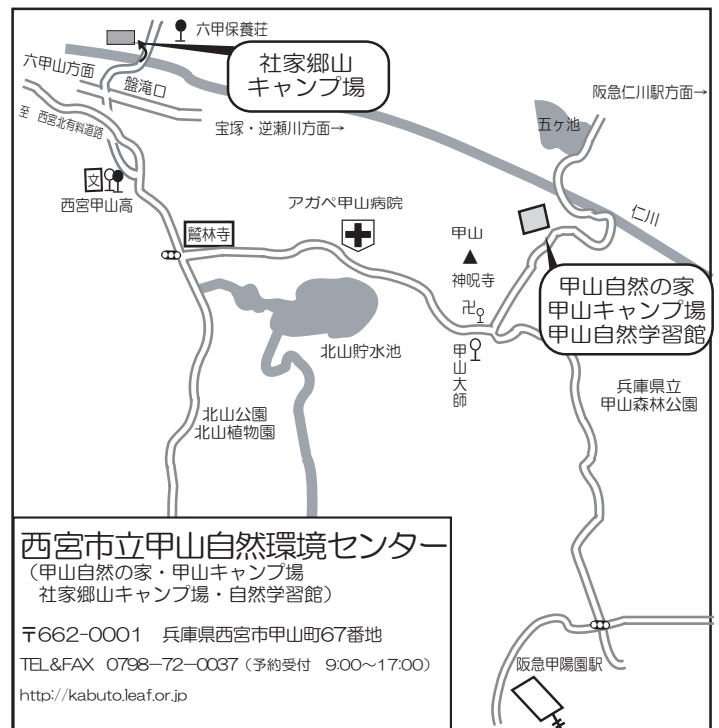 六甲保養荘
社家郷山
キャンプ場
六甲山方面
盤滝口
至 西宮北有料道路
宝塚・逆瀬川方面→
阪急仁川駅方面→
五ヶ池
文
西宮甲山高
アガペ甲山病院
鷲林寺
甲山
神呪寺
卍
仁川
甲山自然の家
甲山キャンプ場
甲山自然学習館
北山貯水池
甲山大師
兵庫県立
甲山森林公園
北山公園
北山植物園
西宮市立甲山自然環境センター
（甲山自然の家・甲山キャンプ場
社家郷山キャンプ場・自然学習館）
〒662-0001 兵庫県西宮市甲山町67番地
TEL&FAX 0798-72-0037（予約受付 9:00〜17:00）
http://kabuto.leaf.or.jp
阪急甲陽園駅